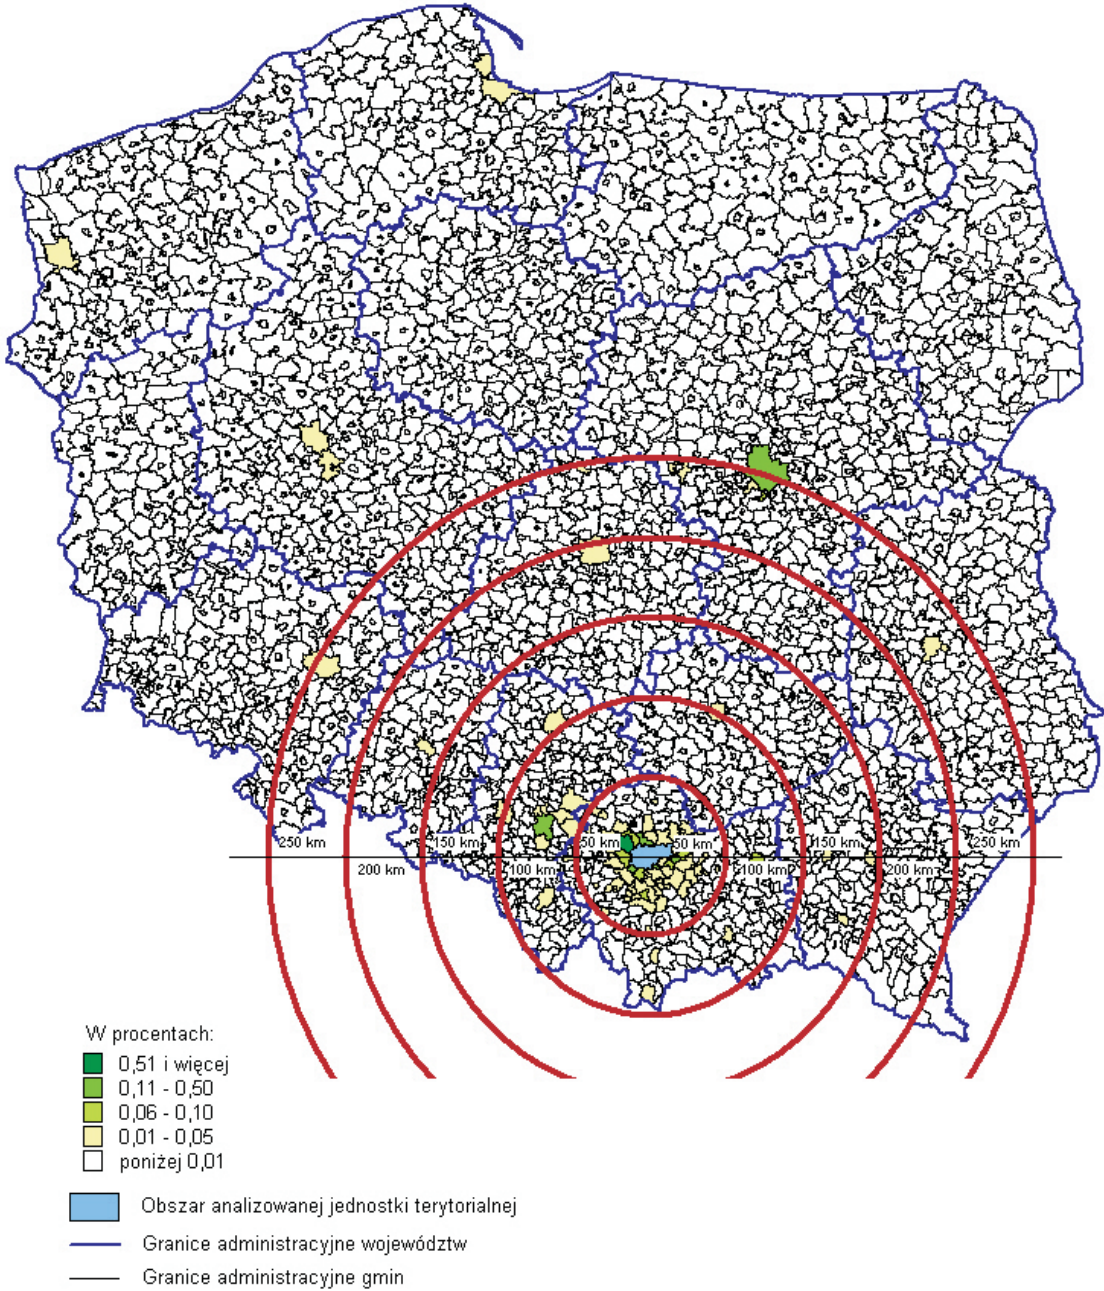 250 km
150 km
50 km
50 km
150 km
250 km
200 km
100 km
100 km
200 km
W procentach:
0,51 i więcej
0,11 - 0,50
0,06 - 0,10
0,01 - 0,05
poniżej 0,01
Obszar analizowanej jednostki terytorialnej
Granice administracyjne województw
Granice administracyjne gmin